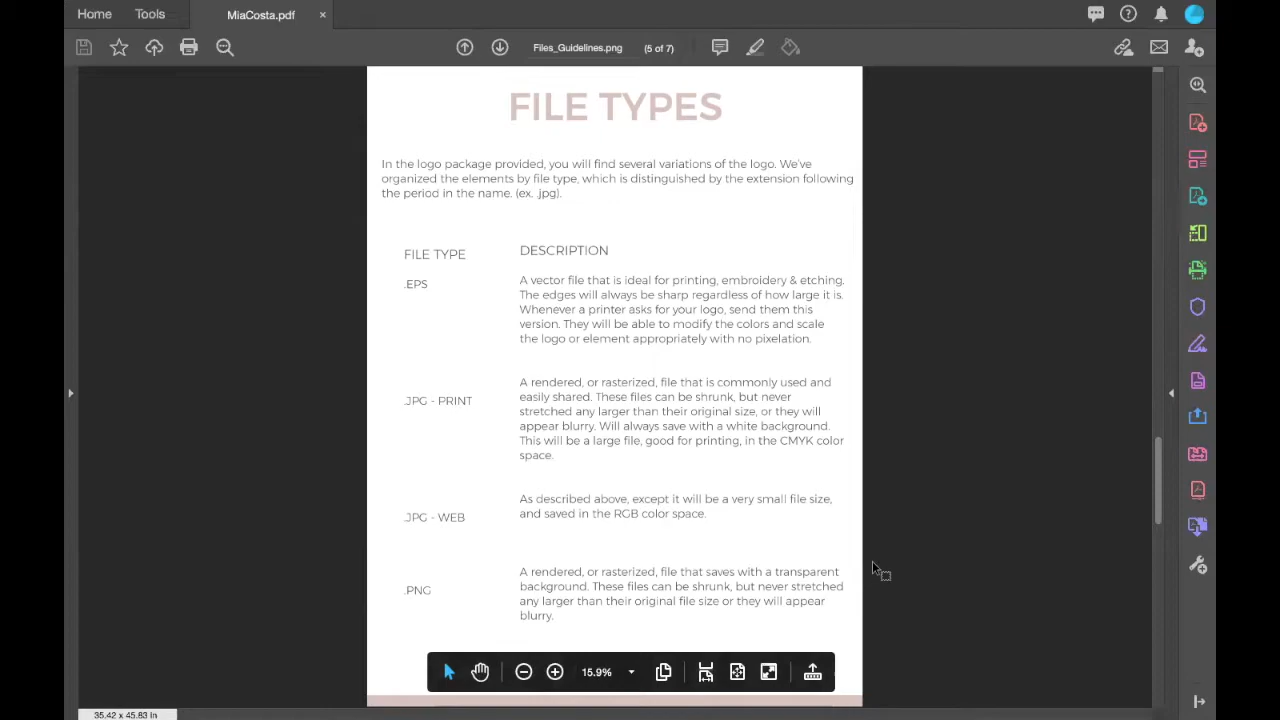 Home
Tools
MiaCosta.pdf
Files_Guidelines.png
(5 of 7)
FILE TYPES
In the logo package provided, you will find several variations of the logo. We've
organized the elements by file type, which is distinguished by the extension following
the period in the name. (ex. .jpg).
FILE TYPE
DESCRIPTION
.EPS
A vector file that is ideal for printing, embroidery & etching.
The edges will always be sharp regardless of how large it is.
Whenever a printer asks for your logo, send them this
version. They will be able to modify the colors and scale
the logo or element appropriately with no pixelation.
.JPG - PRINT
A rendered, or rasterized, file that is commonly used and
easily shared. These files can be shrunk, but never
stretched any larger than their original size, or they will
appear blurry. Will always save with a white background.
This will be a large file, good for printing, in the CMYK color
space.
.JPG - WEB
As described above, except it will be a very small file size,
and saved in the RGB color space.
.PNG
A rendered, or rasterized, file that saves with a transparent
background. These files can be shrunk, but never stretched
any larger than their original file size or they will appear
blurry.
15.9%
35.42 x 45.83 in